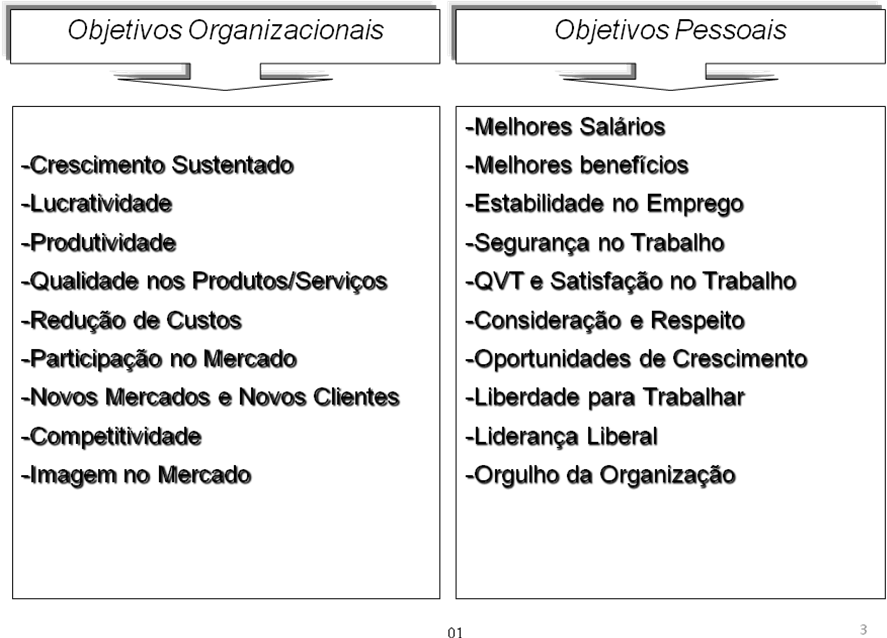 Objetivos Organizacionais
-Crescimento Sustentado
-Lucratividade
-Produtividade
-Qualidade nos Produtos/Serviços
-Redução de Custos
-Participação no Mercado
-Novos Mercados e Novos Clientes
-Competitividade
-Imagem no Mercado
Objetivos Pessoais
-Melhores Salários
-Melhores benefícios
-Estabilidade no Emprego
-Segurança no Trabalho
-QVT e Satisfação no Trabalho
-Consideração e Respeito
-Oportunidades de Crescimento
-Liberdade para Trabalhar
-Liderança Liberal
-Orgulho da Organização
01
3